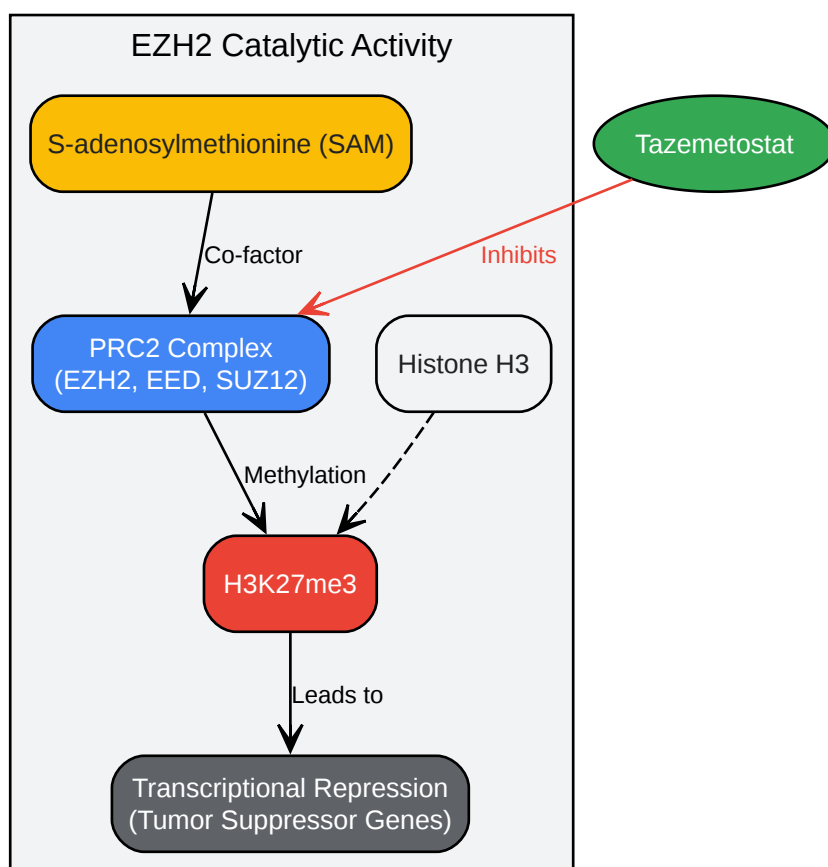 EZH2 Catalytic Activity
S-adenosylmethionine (SAM)
Tazemetostat
Co-factor
Inhibits
PRC2 Complex
(EZH2, EED, SUZ12)
Histone H3
Methylation
H3K27me3
Leads to
Transcriptional Repression
(Tumor Suppressor Genes)